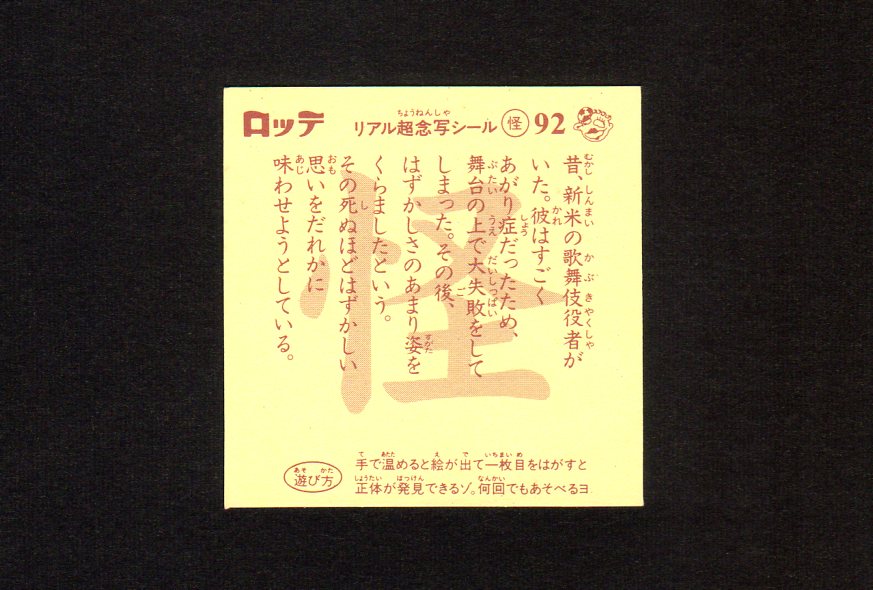 ロッテ
リアル超念写シール 怪 92
昔、新米の歌舞伎役者が
いた。彼はすごく
あがり症だったため、
舞台の上で大失敗をして
しまった。その後、
はずかしさのあまり姿を
くらましたという。
その死ぬほどはずかしい
思いをだれかに
味わせようとしている。
怪
遊び方
手で温めると絵が出て一枚目をはがすと
正体が発見できるゾ。何回でもあそべるヨ